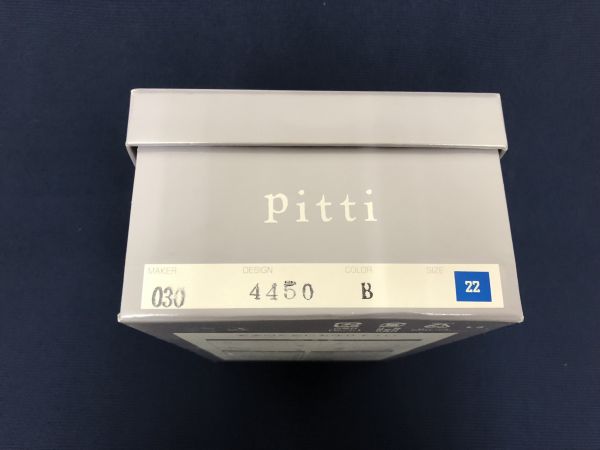 pitti
MAKER DESIGN COLOR SIZE
030 4450 B 22